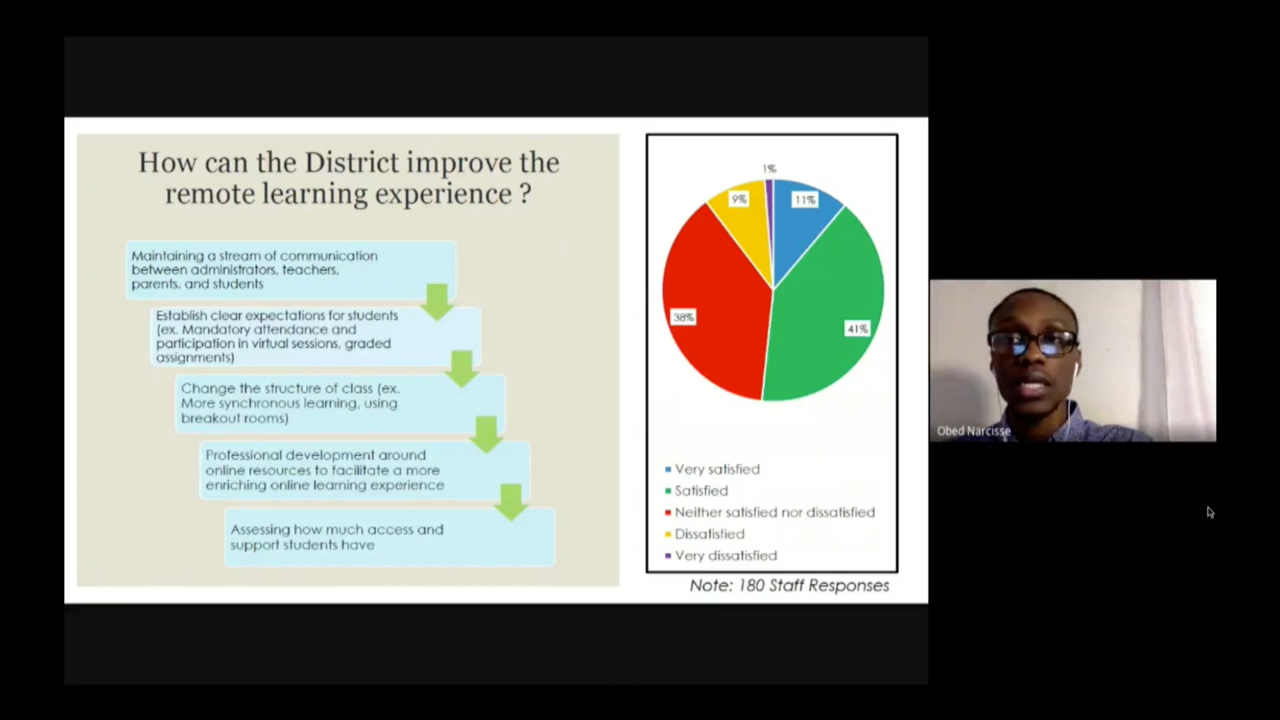 How can the District improve the
remote learning experience ?
Maintaining a stream of communication
between administrators, teachers,
parents, and students
Establish clear expectations for students
(ex. Mandatory attendance and
participation in virtual sessions, graded
assignments)
Change the structure of class (ex.
More synchronous learning, using
breakout rooms)
Professional development around
online resources to facilitate a more
enriching online learning experience
Assessing how much access and
support students have
1%
9%
11%
38%
41%
Very satisfied
Satisfied
Neither satisfied nor dissatisfied
Dissatisfied
Very dissatisfied
Note: 180 Staff Responses
Obed Narcisse